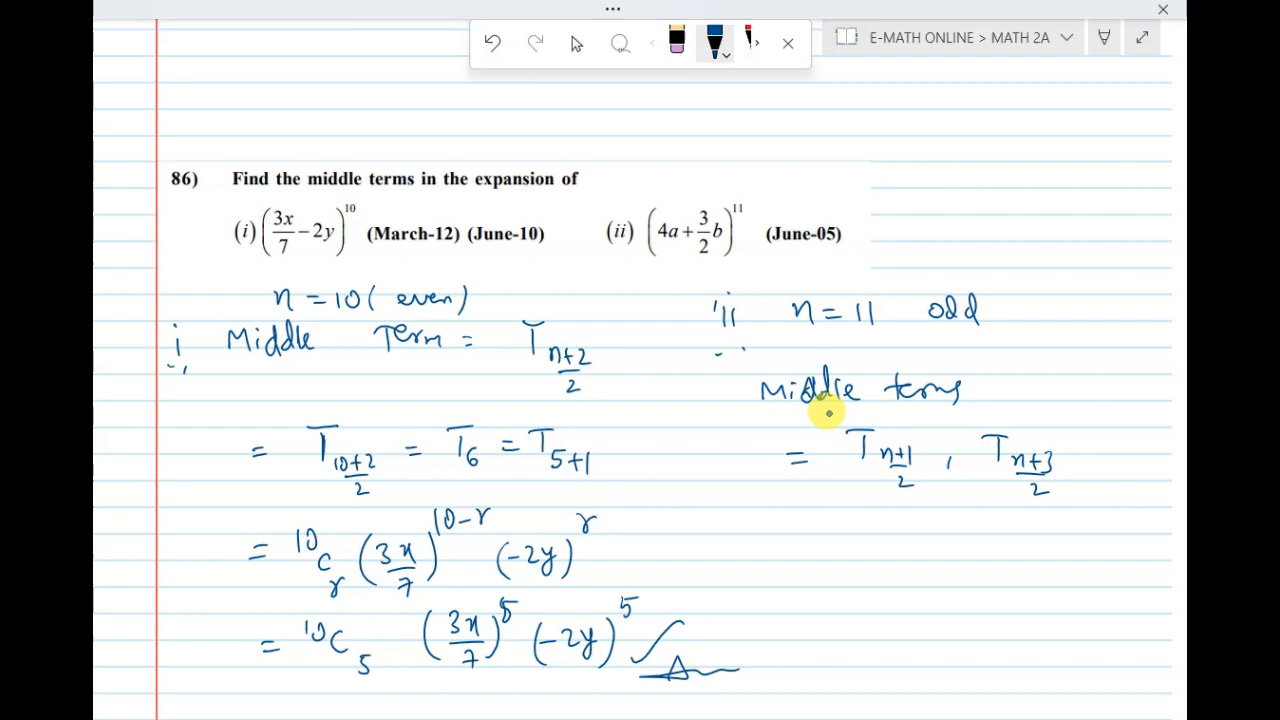 E-MATH ONLINE > MATH 2A
86) Find the middle terms in the expansion of
(i) (3x/7 − 2y)^10 (March-12) (June-10) (ii) (4a + 3/2 b)^11 (June-05)
n = 10 ( even)
i Middle Term = T_(n+2)/2
= T_(10+2)/2 = T_6 = T_5+1
= ^10C_r (3x/7)^10-r (-2y)^r
= ^10C_5 (3x/7)^5 (-2y)^5
ii n = 11 odd
Middle terms
= T_(n+1)/2 , T_(n+3)/2